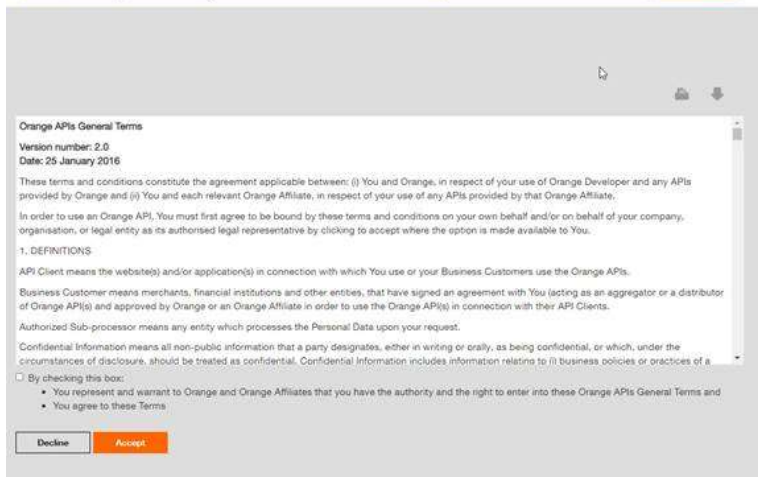 Orange APIs General Terms
Version number: 2.0
Date: 25 January 2016
These terms and conditions constitute the agreement applicable between: (i) You and Orange, in respect of your use of Orange Developer and any APIs
provided by Orange and (ii) You and each relevant Orange Affiliate, in respect of your use of any APIs provided by that Orange Affiliate.
In order to use an Orange API, You must first agree to be bound by these terms and conditions on your own behalf and/or on behalf of your company,
organisation, or legal entity as its authorised legal representative by clicking to accept where the option is made available to You.
1. DEFINITIONS
API Client means the website(s) and/or application(s) in connection with which You use or your Business Customers use the Orange APIs.
Business Customer means merchants, financial institutions and other entities, that have signed an agreement with You (acting as an aggregator or a distributor
of Orange API(s) and approved by Orange or an Orange Affiliate in order to use the Orange API(s) in connection with their API Clients.
Authorized Sub-processor means any entity which processes the Personal Data upon your request.
Confidential Information means all non-public information that a party designates, either in writing or orally, as being confidential, or which, under the
circumstances of disclosure, should be treated as confidential. Confidential Information includes information relating to (i) business policies or practices of a
By checking this box:
• You represent and warrant to Orange and Orange Affiliates that you have the authority and the right to enter into these Orange APIs General Terms and
• You agree to these Terms
Decline
Accept